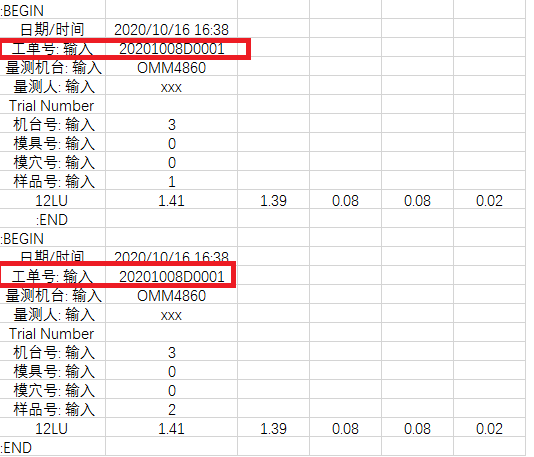 :BEGIN
日期/时间 2020/10/16 16:38
工单号: 输入 20201008D0001
量测机台: 输入 OMM4860
量测人: 输入 xxx
Trial Number
机台号: 输入 3
模具号: 输入 0
模穴号: 输入 0
样品号: 输入 1
12LU 1.41 1.39 0.08 0.08 0.02
:END
:BEGIN
日期/时间 2020/10/16 16:38
工单号: 输入 20201008D0001
量测机台: 输入 OMM4860
量测人: 输入 xxx
Trial Number
机台号: 输入 3
模具号: 输入 0
模穴号: 输入 0
样品号: 输入 2
12LU 1.41 1.39 0.08 0.08 0.02
:END